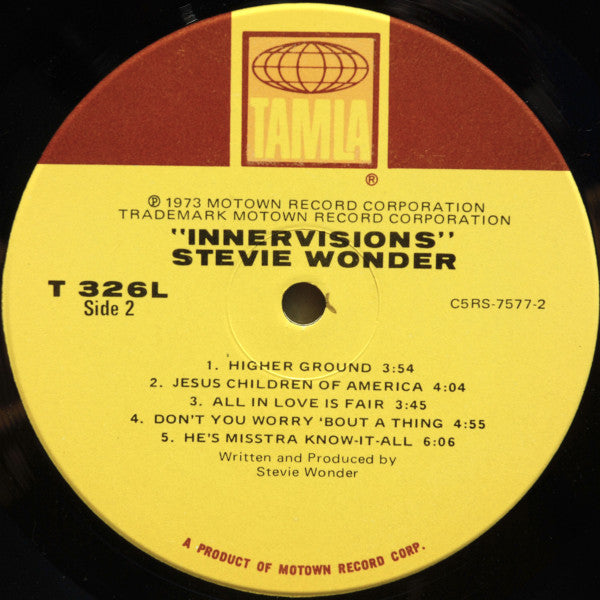 TAMLA
®
℗ 1973 MOTOWN RECORD CORPORATION
TRADEMARK MOTOWN RECORD CORPORATION
"INNERVISIONS"
STEVIE WONDER
T 326L
Side 2
C5RS-7577-2
1. HIGHER GROUND 3:54
2. JESUS CHILDREN OF AMERICA 4:04
3. ALL IN LOVE IS FAIR 3:45
4. DON'T YOU WORRY 'BOUT A THING 4:55
5. HE'S MISSTRA KNOW-IT-ALL 6:06
Written and Produced by
Stevie Wonder
A PRODUCT OF MOTOWN RECORD CORP.